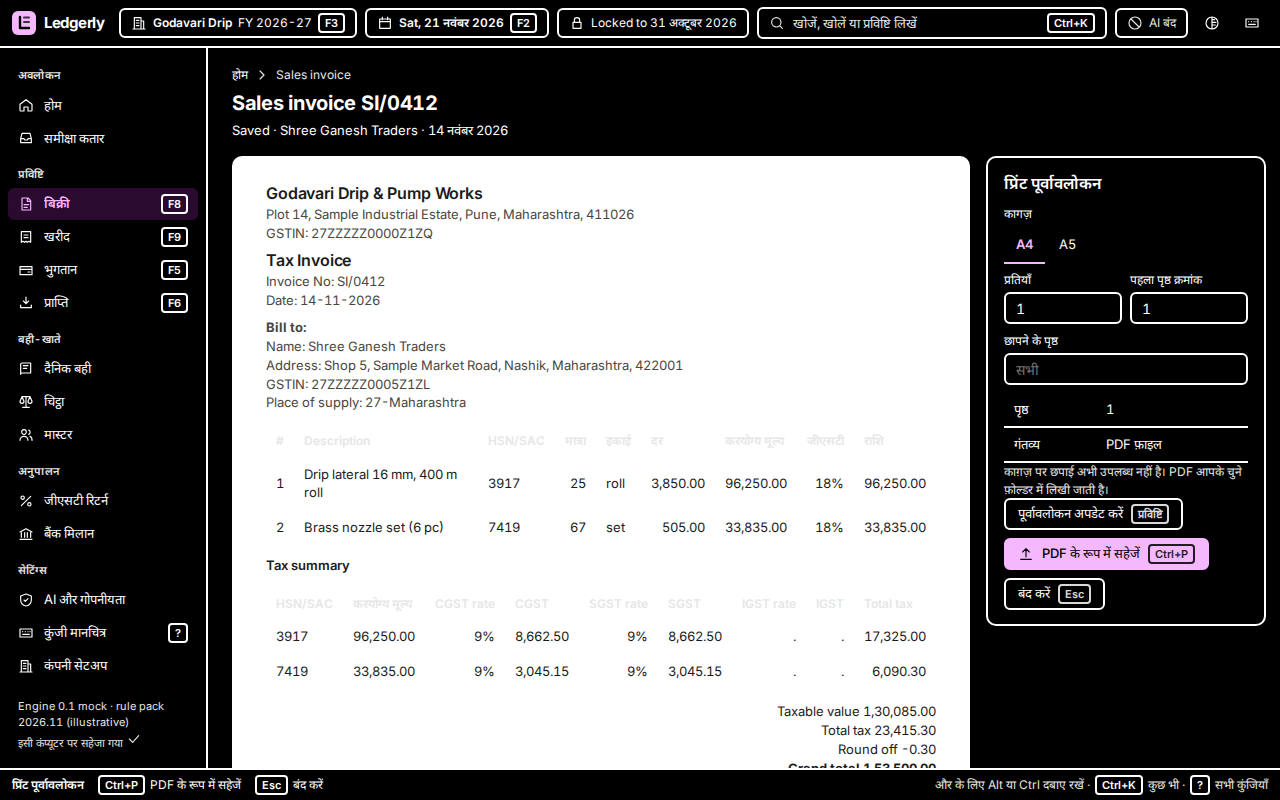 Ledgerly
Godavari Drip FY 2026-27 F3
Sat, 21 नवंबर 2026 F2
Locked to 31 अक्टूबर 2026
खोजें, खोलें या प्रविष्टि लिखें Ctrl+K
AI बंद
अवलोकन
होम
समीक्षा कतार
प्रविष्टि
बिक्री F8
खरीद F9
भुगतान F5
प्राप्ति F6
बही-खाते
दैनिक बही
चिट्ठा
मास्टर
अनुपालन
जीएसटी रिटर्न
बैंक मिलान
सेटिंग्स
AI और गोपनीयता
कुंजी मानचित्र ?
कंपनी सेटअप
Engine 0.1 mock · rule pack
2026.11 (illustrative)
इसी कंप्यूटर पर सहेजा गया
होम > Sales invoice
Sales invoice SI/0412
Saved · Shree Ganesh Traders · 14 नवंबर 2026
Godavari Drip & Pump Works
Plot 14, Sample Industrial Estate, Pune, Maharashtra, 411026
GSTIN: 27ZZZZZ0000Z1ZQ
Tax Invoice
Invoice No: SI/0412
Date: 14-11-2026
Bill to:
Name: Shree Ganesh Traders
Address: Shop 5, Sample Market Road, Nashik, Maharashtra, 422001
GSTIN: 27ZZZZZ0005Z1ZL
Place of supply: 27-Maharashtra
# Description HSN/SAC मात्रा इकाई दर करयोग्य मूल्य जीएसटी राशि
1 Drip lateral 16 mm, 400 m roll 3917 25 roll 3,850.00 96,250.00 18% 96,250.00
2 Brass nozzle set (6 pc) 7419 67 set 505.00 33,835.00 18% 33,835.00
Tax summary
HSN/SAC करयोग्य मूल्य CGST rate CGST SGST rate SGST IGST rate IGST Total tax
3917 96,250.00 9% 8,662.50 9% 8,662.50 . . 17,325.00
7419 33,835.00 9% 3,045.15 9% 3,045.15 . . 6,090.30
Taxable value 1,30,085.00
Total tax 23,415.30
Round off -0.30
Grand total 1,53,500.00
प्रिंट पूर्वावलोकन
कागज़
A4 A5
प्रतियाँ पहला पृष्ठ क्रमांक
1 1
छापने के पृष्ठ
सभी
पृष्ठ 1
गंतव्य PDF फ़ाइल
काग़ज़ पर छपाई अभी उपलब्ध नहीं है। PDF आपके चुने
फ़ोल्डर में लिखी जाती है।
पूर्वावलोकन अपडेट करें प्रविष्टि
PDF के रूप में सहेजें Ctrl+P
बंद करें Esc
प्रिंट पूर्वावलोकन Ctrl+P PDF के रूप में सहेजें Esc बंद करें
और के लिए Alt या Ctrl दबाए रखें · Ctrl+K कुछ भी · ? सभी कुंजियाँ